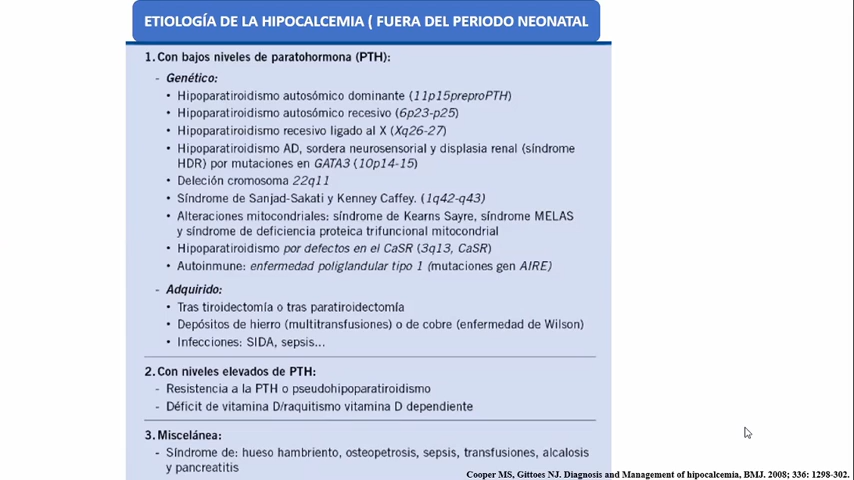 ETIOLOGÍA DE LA HIPOCALCEMIA ( FUERA DEL PERIODO NEONATAL
1. Con bajos niveles de paratohormona (PTH):
- Genético:
• Hipoparatiroidismo autosómico dominante (11p15preproPTH)
• Hipoparatiroidismo autosómico recesivo (6p23-p25)
• Hipoparatiroidismo recesivo ligado al X (Xq26-27)
• Hipoparatiroidismo AD, sordera neurosensorial y displasia renal (síndrome
HDR) por mutaciones en GATA3 (10p14-15)
• Deleción cromosoma 22q11
• Síndrome de Sanjad-Sakati y Kenney Caffey. (1q42-q43)
• Alteraciones mitocondriales: síndrome de Kearns Sayre, síndrome MELAS
y síndrome de deficiencia proteica trifuncional mitocondrial
• Hipoparatiroidismo por defectos en el CaSR (3q13, CaSR)
• Autoinmune: enfermedad poliglandular tipo 1 (mutaciones gen AIRE)
- Adquirido:
• Tras tiroidectomía o tras paratiroidectomía
• Depósitos de hierro (multitransfusiones) o de cobre (enfermedad de Wilson)
• Infecciones: SIDA, sepsis...
2. Con niveles elevados de PTH:
- Resistencia a la PTH o pseudohipoparatiroidismo
- Déficit de vitamina D/raquitismo vitamina D dependiente
3. Miscelánea:
- Síndrome de: hueso hambriento, osteopetrosis, sepsis, transfusiones, alcalosis
y pancreatitis
Cooper MS, Gittoes NJ. Diagnosis and Management of hipocalcemia, BMJ. 2008; 336: 1298-302.